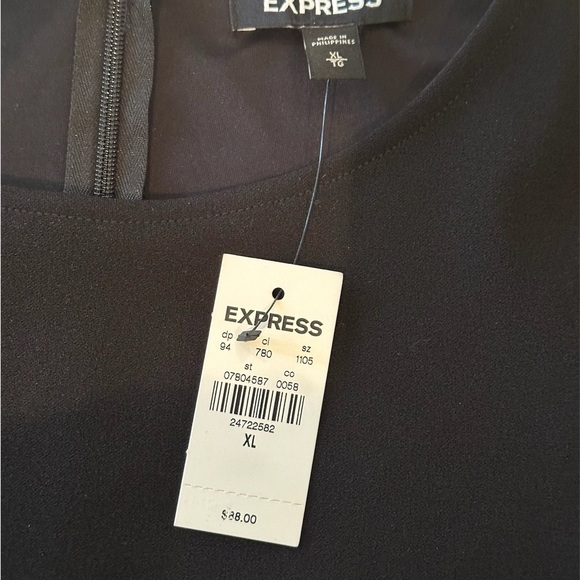 EXPRESS
MADE IN
PHILIPPINES
XL
TG
EXPRESS
dp cl sz
94 780 1105
st co
07804587 0058
24722582
XL
$88.00